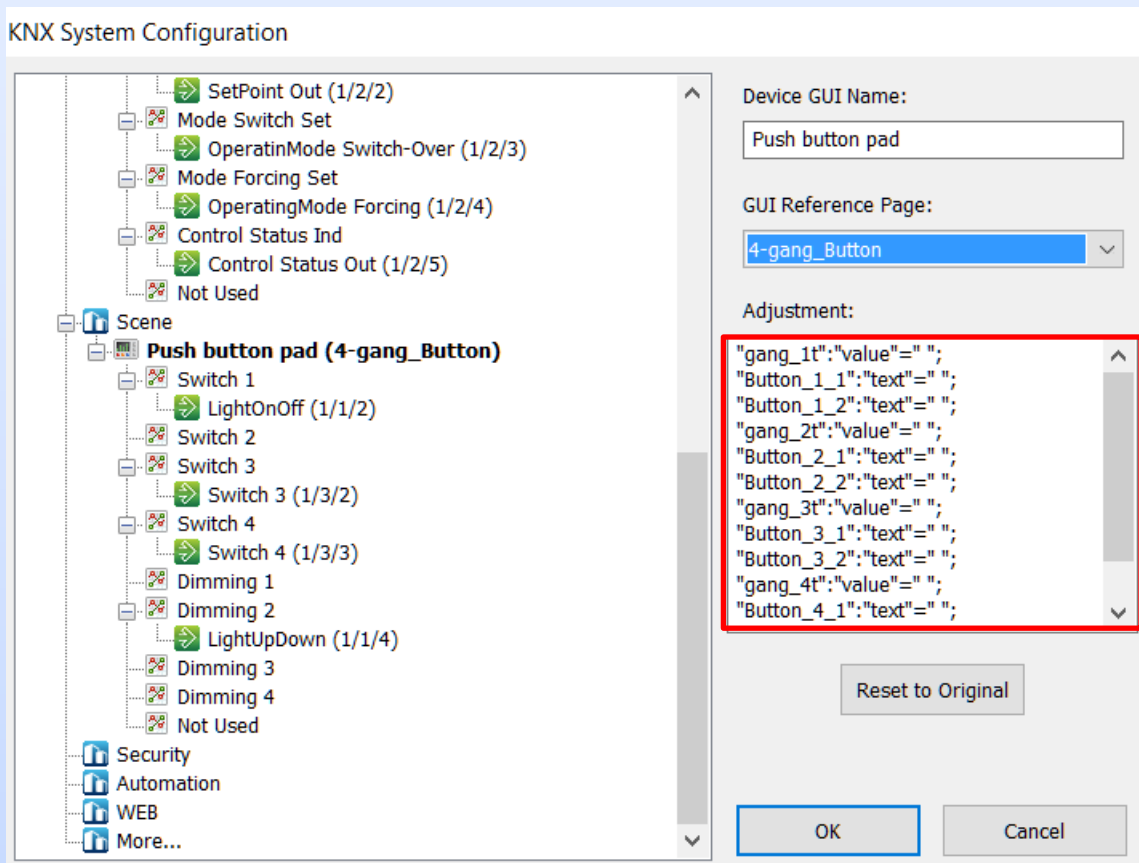 KNX System Configuration
SetPoint Out (1/2/2)
Mode Switch Set
OperatinMode Switch-Over (1/2/3)
Mode Forcing Set
OperatingMode Forcing (1/2/4)
Control Status Ind
Control Status Out (1/2/5)
Not Used
Scene
Push button pad (4-gang_Button)
Switch 1
LightOnOff (1/1/2)
Switch 2
Switch 3
Switch 3 (1/3/2)
Switch 4
Switch 4 (1/3/3)
Dimming 1
Dimming 2
LightUpDown (1/1/4)
Dimming 3
Dimming 4
Not Used
Security
Automation
WEB
More...
Device GUI Name:
Push button pad
GUI Reference Page:
4-gang_Button
Adjustment:
"gang_1t":"value"=" ";
"Button_1_1":"text"=" ";
"Button_1_2":"text"=" ";
"gang_2t":"value"=" ";
"Button_2_1":"text"=" ";
"Button_2_2":"text"=" ";
"gang_3t":"value"=" ";
"Button_3_1":"text"=" ";
"Button_3_2":"text"=" ";
"gang_4t":"value"=" ";
"Button_4_1":"text"=" ";
Reset to Original
OK
Cancel